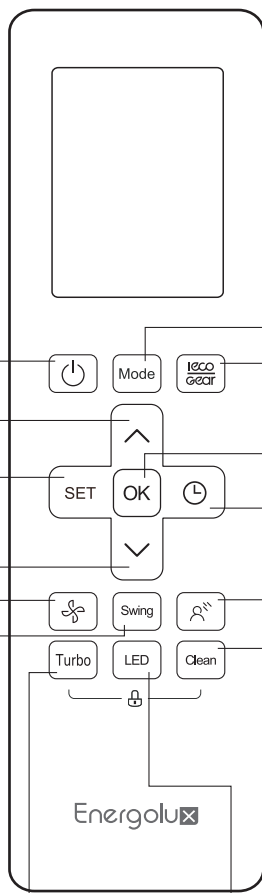 Mode
IECO
Gear
SET
OK
Swing
Turbo
LED
Clean
Energolux